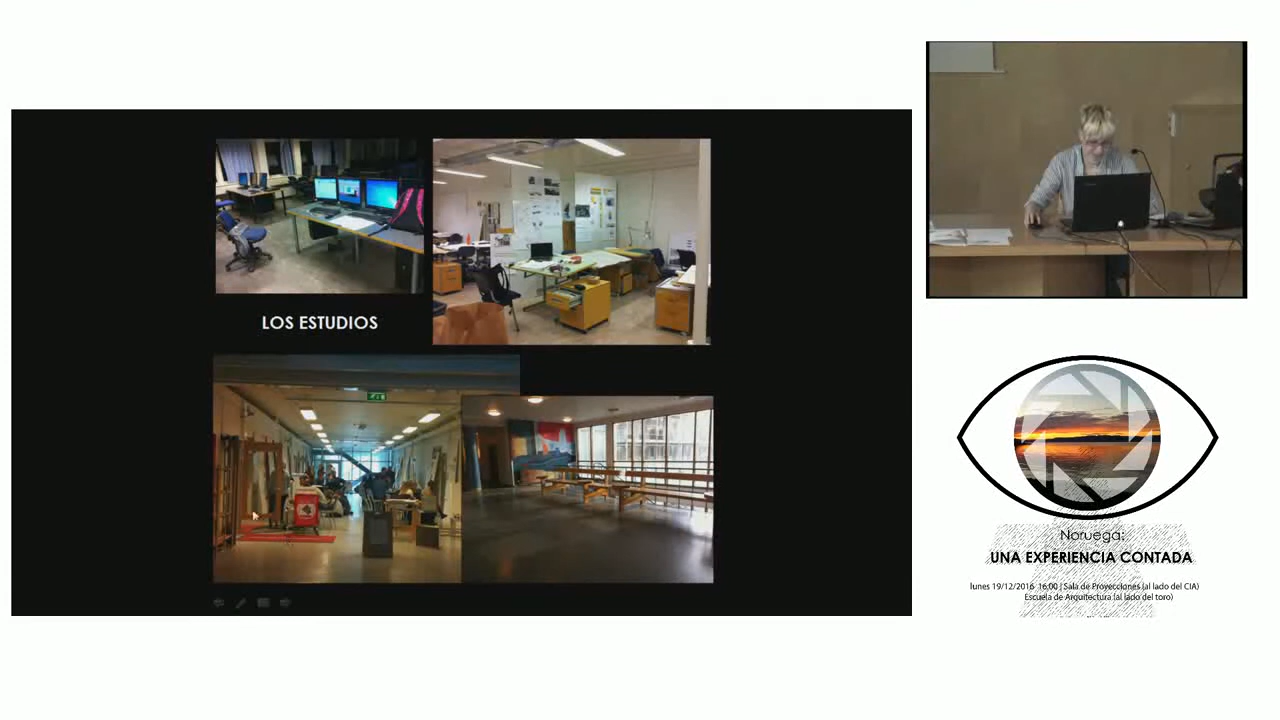 LOS ESTUDIOS
Noruega:
UNA EXPERIENCIA CONTADA
lunes 19/12/2016 16:00 | Sala de Proyecciones (al lado del CIA)
Escuela de Arquitectura (al lado del toro)